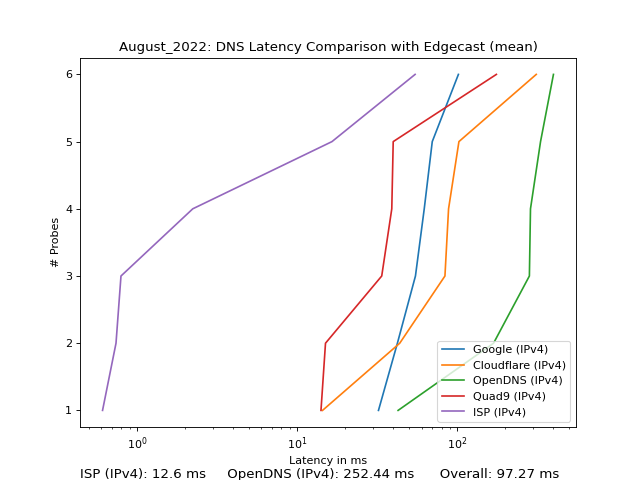 August_2022: DNS Latency Comparison with Edgecast (mean)
# Probes
6
5
4
3
2
1
Google (IPv4)
Cloudflare (IPv4)
OpenDNS (IPv4)
Quad9 (IPv4)
ISP (IPv4)
10^0 10^1 10^2
Latency in ms
ISP (IPv4): 12.6 ms OpenDNS (IPv4): 252.44 ms Overall: 97.27 ms